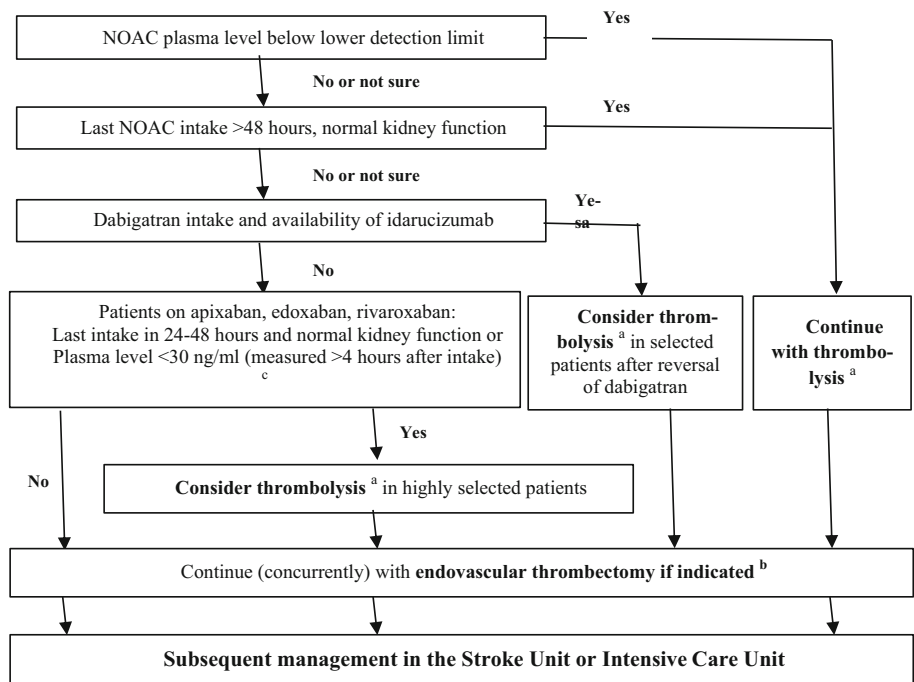 NOAC plasma level below lower detection limit
Yes
No or not sure
Last NOAC intake >48 hours, normal kidney function
Yes
No or not sure
Dabigatran intake and availability of idarucizumab
Ye-
sa
No
Patients on apixaban, edoxaban, rivaroxaban:
Last intake in 24-48 hours and normal kidney function or
Plasma level <30 ng/ml (measured >4 hours after intake)
c
Consider throm-
bolysis a in selected
patients after reversal
of dabigatran
Continue
with thrombo-
lysis a
Yes
No
Consider thrombolysis a in highly selected patients
Continue (concurrently) with endovascular thrombectomy if indicated b
Subsequent management in the Stroke Unit or Intensive Care Unit